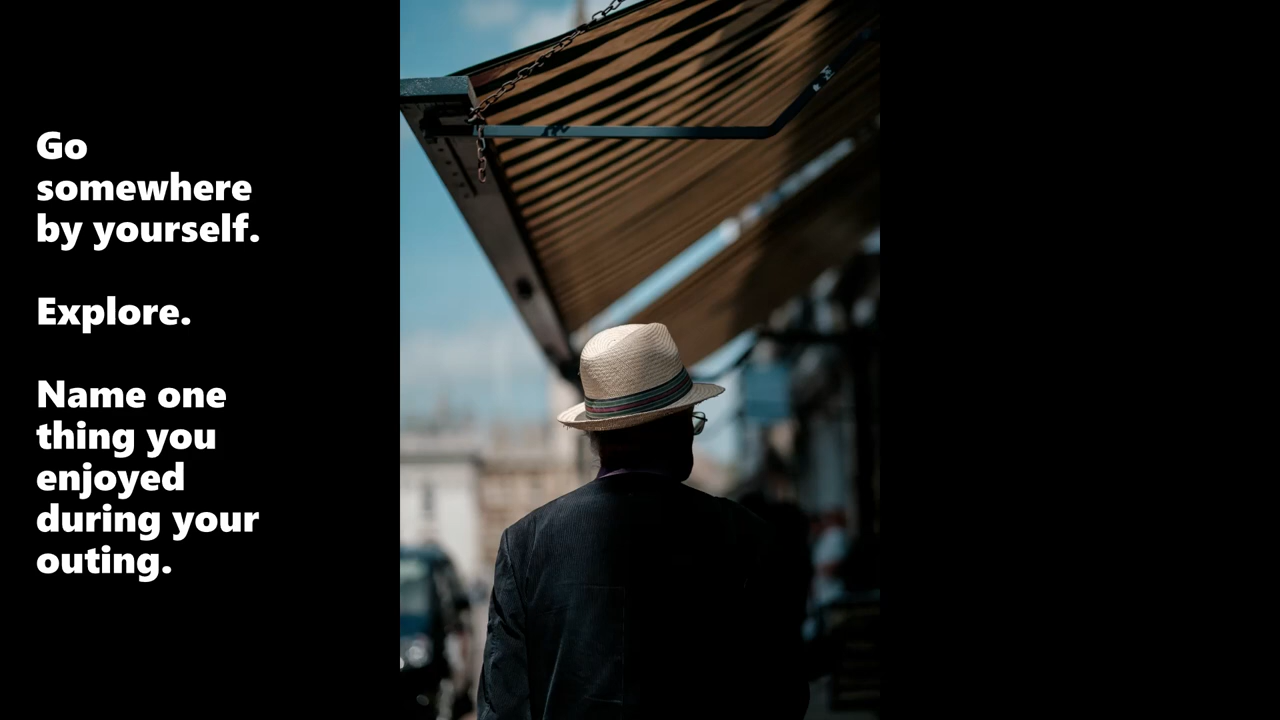 Go
somewhere
by yourself.
Explore.
Name one
thing you
enjoyed
during your
outing.